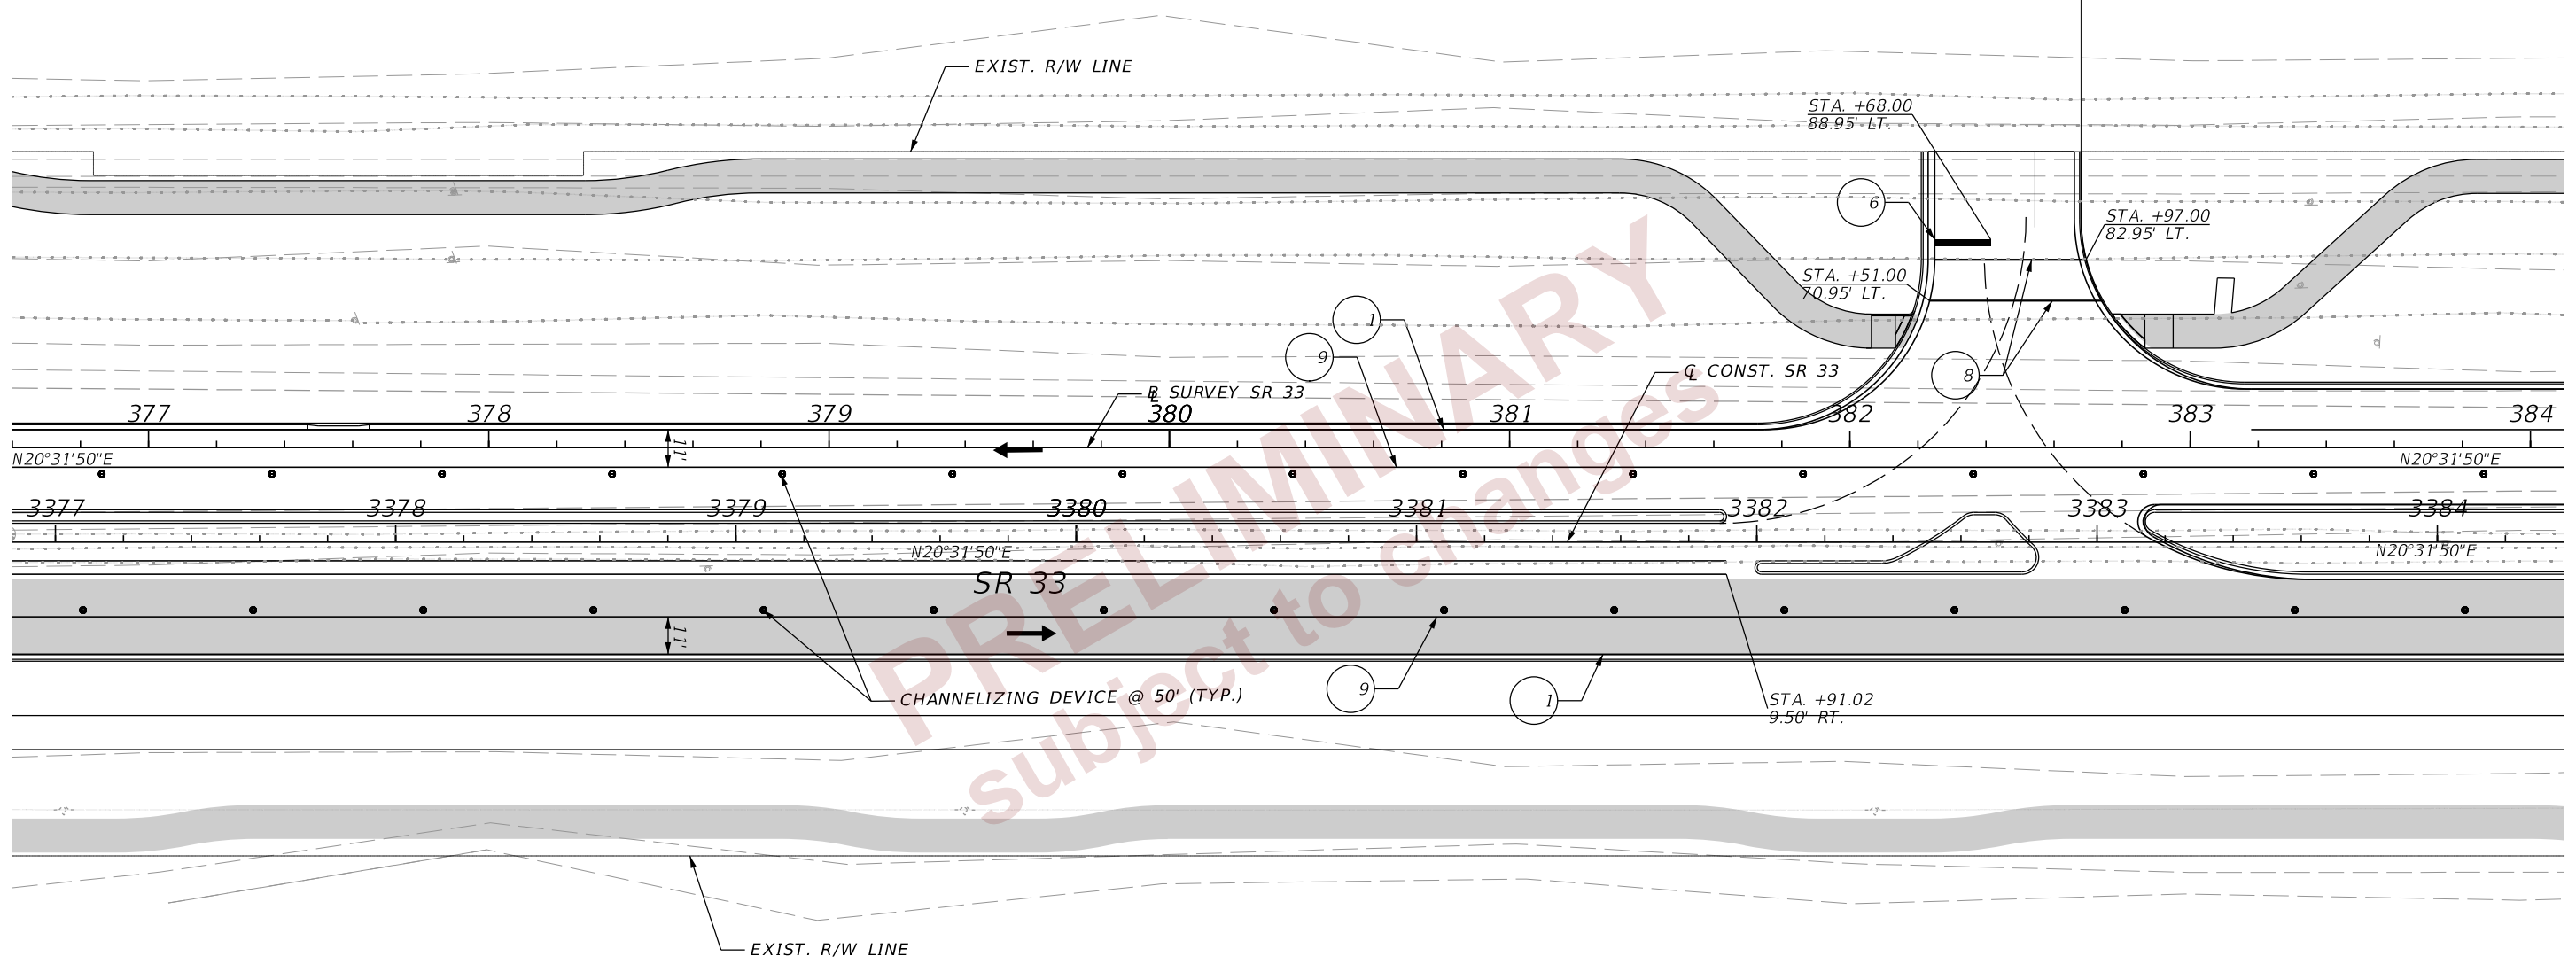 EXIST. R/W LINE
STA. +68.00
88.95' LT.
6
STA. +97.00
82.95' LT.
STA. +51.00
70.95' LT.
1
9
℄ CONST. SR 33
8
B̲L SURVEY SR 33
377
378
379
380
381
382
383
384
11'
N20°31'50"E
N20°31'50"E
3377
3378
3379
3380
3381
3382
3383
3384
N20°31'50"E
N20°31'50"E
SR 33
11'
CHANNELIZING DEVICE @ 50' (TYP.)
9
1
STA. +91.02
9.50' RT.
EXIST. R/W LINE
PRELIMINARY
subject to changes